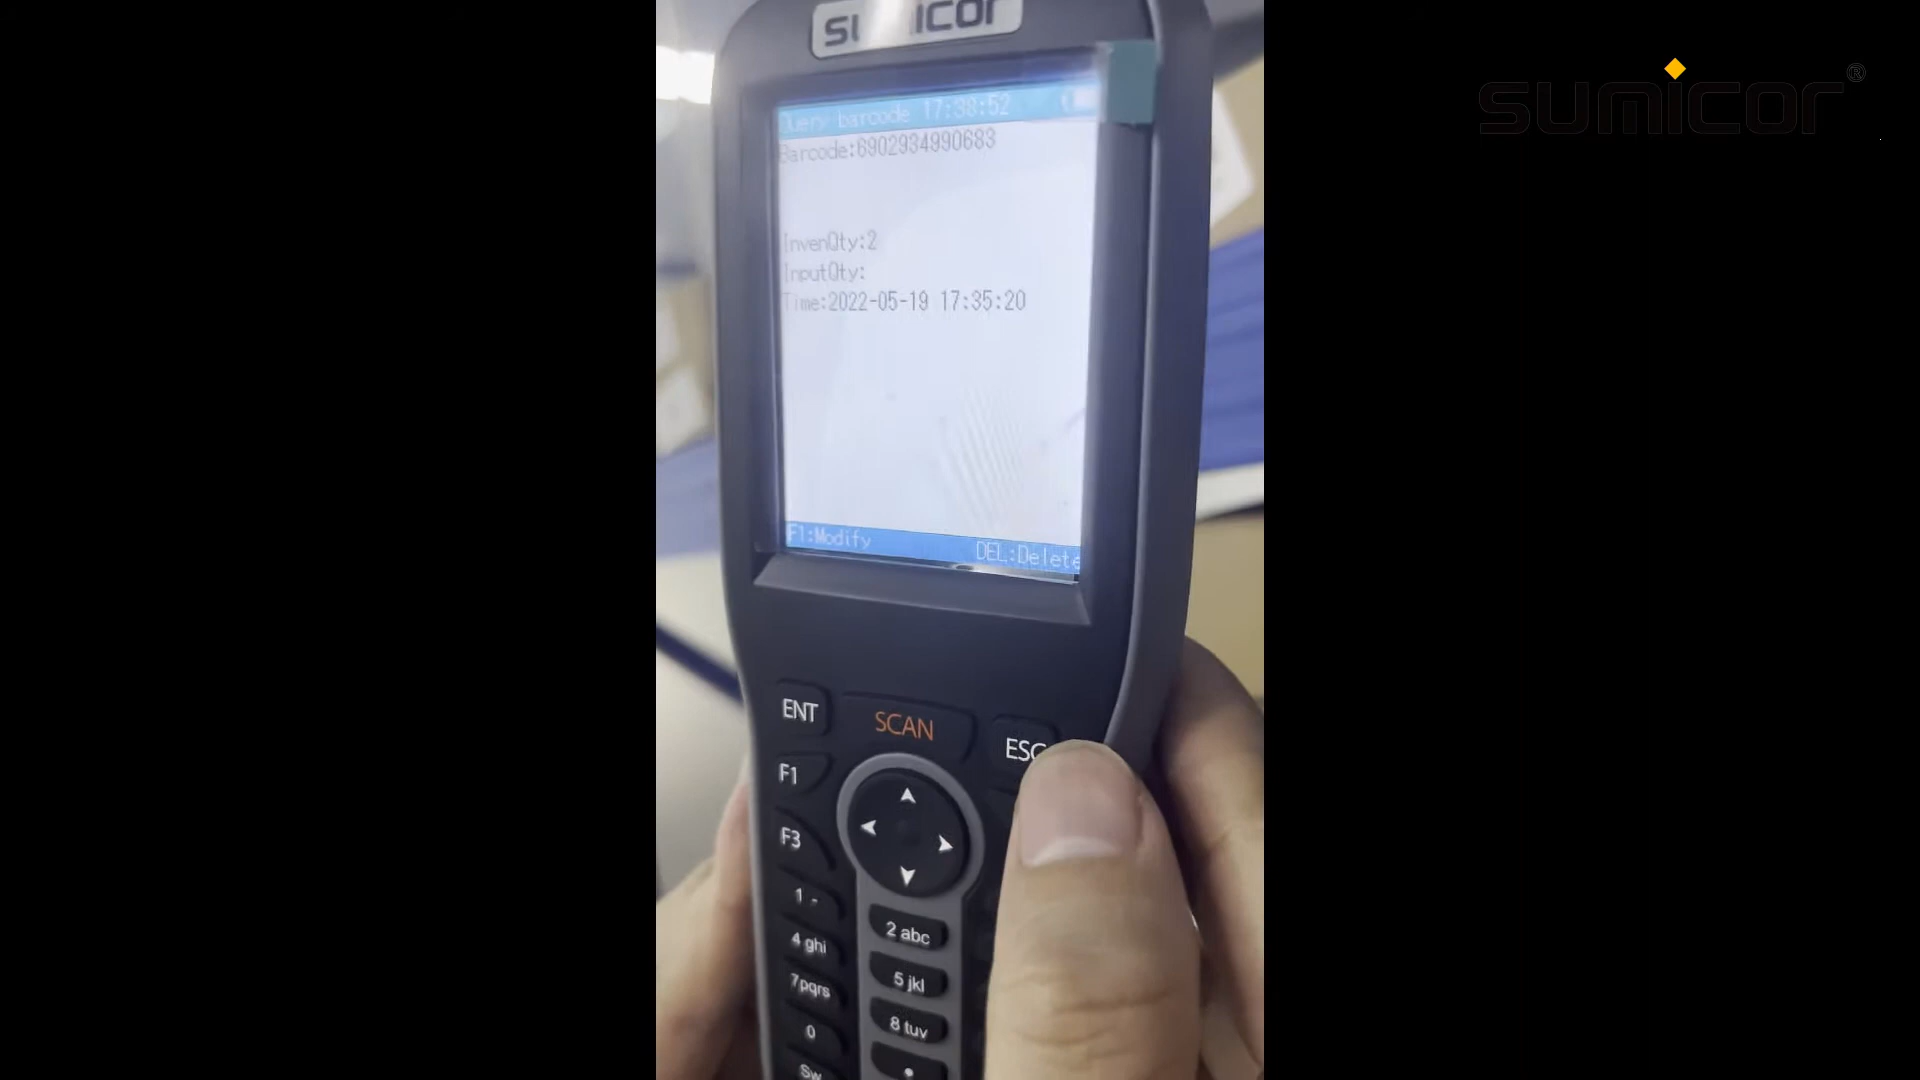 sumicor®
Query barcode 17:38:52
Barcode:6902934990683
InvenQty:2
InputQty:
Time:2022-05-19 17:35:20
F1:Modify DEL:Delete
ENT SCAN ESC
F1
F3
1 -
2 abc
4 ghi
5 jkl
7pqrs
8 tuv
0
.
Sw